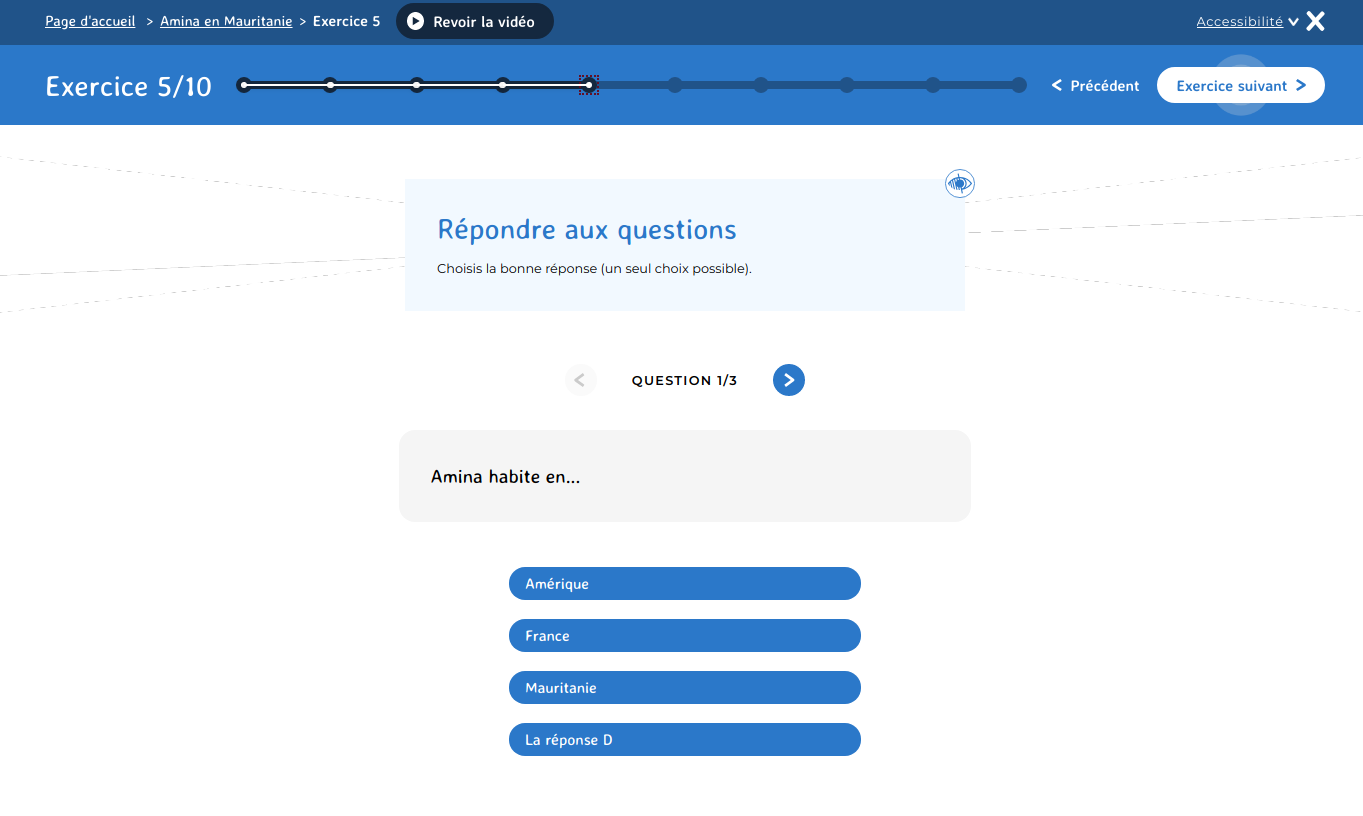 Page d'accueil > Amina en Mauritanie > Exercice 5 Revoir la vidéo Accessibilité
Exercice 5/10 Précédent Exercice suivant
Répondre aux questions
Choisis la bonne réponse (un seul choix possible).
QUESTION 1/3
Amina habite en...
Amérique
France
Mauritanie
La réponse D